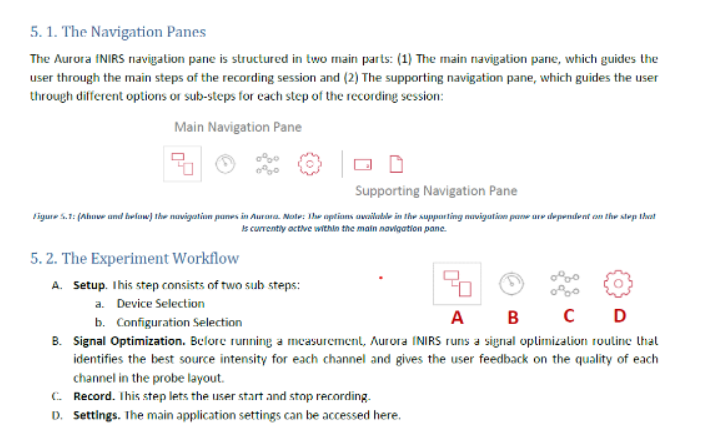 5. 1. The Navigation Panes
The Aurora fNIRS navigation pane is structured in two main parts: (1) The main navigation pane, which guides the
user through the main steps of the recording session and (2) The supporting navigation pane, which guides the user
through different options or sub-steps for each step of the recording session:
Main Navigation Pane
Supporting Navigation Pane
Figure 5.1: (Above and below) the navigation panes in Aurora. Note: The options available in the supporting navigation pane are dependent on the step that
is currently active within the main navigation pane.
5. 2. The Experiment Workflow
A. Setup. This step consists of two sub steps:
a. Device Selection
b. Configuration Selection
A B C D
B. Signal Optimization. Before running a measurement, Aurora fNIRS runs a signal optimization routine that
identifies the best source intensity for each channel and gives the user feedback on the quality of each
channel in the probe layout.
C. Record. This step lets the user start and stop recording.
D. Settings. The main application settings can be accessed here.